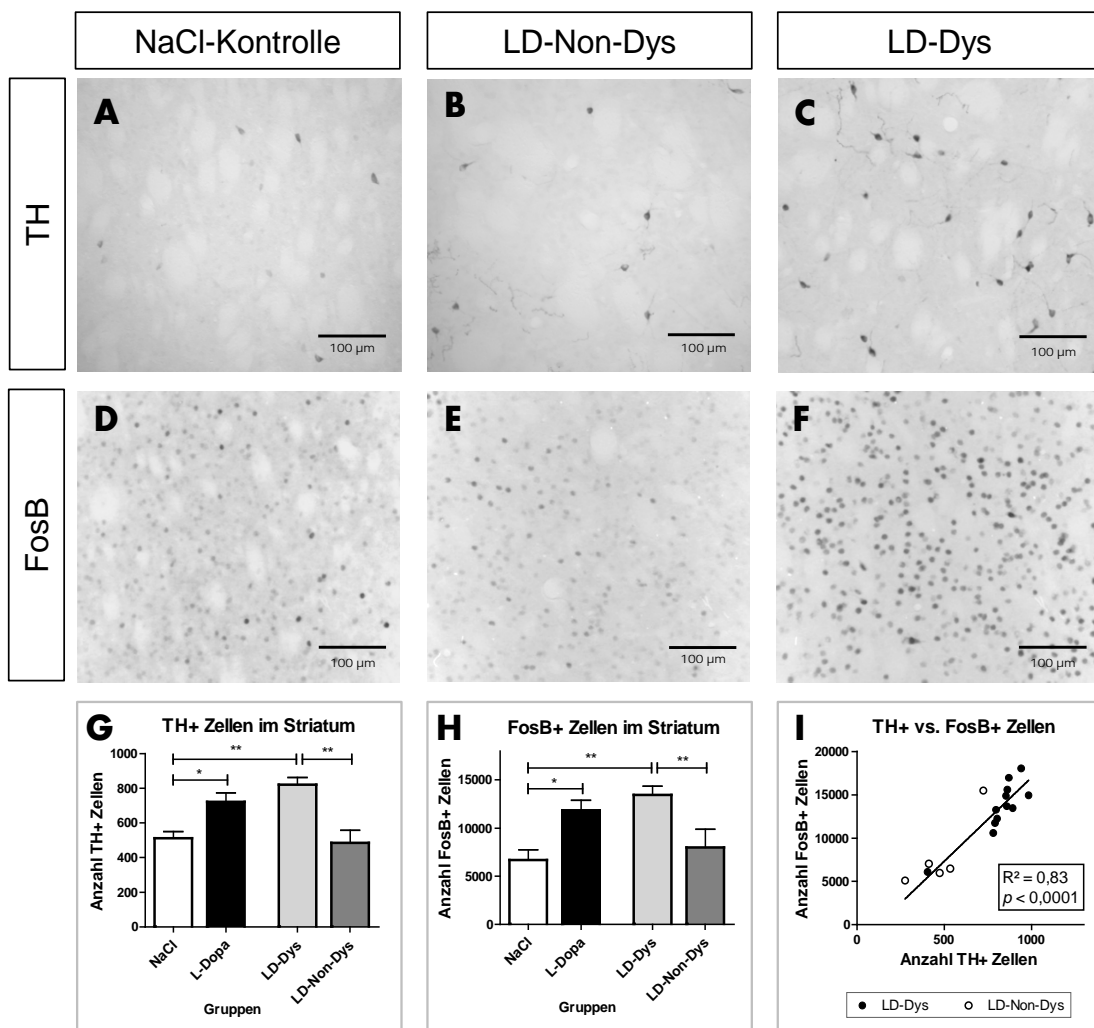 NaCl-Kontrolle
LD-Non-Dys
LD-Dys
TH
A
100 µm
B
100 µm
C
100 µm
FosB
D
100 µm
E
100 µm
F
100 µm
G
TH+ Zellen im Striatum
Anzahl TH+ Zellen
1000
800
600
400
200
0
**
*
**
NaCl
L-Dopa
LD-Dys
LD-Non-Dys
Gruppen
H
FosB+ Zellen im Striatum
Anzahl FosB+ Zellen
15000
10000
5000
0
**
*
**
NaCl
L-Dopa
LD-Dys
LD-Non-Dys
Gruppen
I
TH+ vs. FosB+ Zellen
Anzahl FosB+ Zellen
20000
15000
10000
5000
0
R² = 0,83
p < 0,0001
0
500
1000
Anzahl TH+ Zellen
LD-Dys
LD-Non-Dys